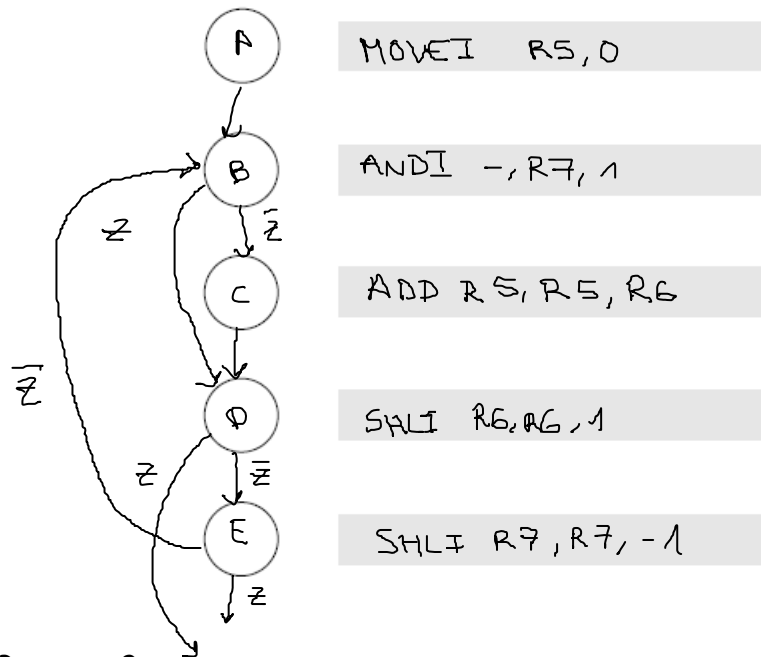 A
MOVEI R5, 0
B
ANDI -, R7, 1
Z
Z̅
C
ADD R5, R5, R6
Z̅
D
SHLI R6, R6, 1
Z
Z̅
E
SHLI R7, R7, -1
Z